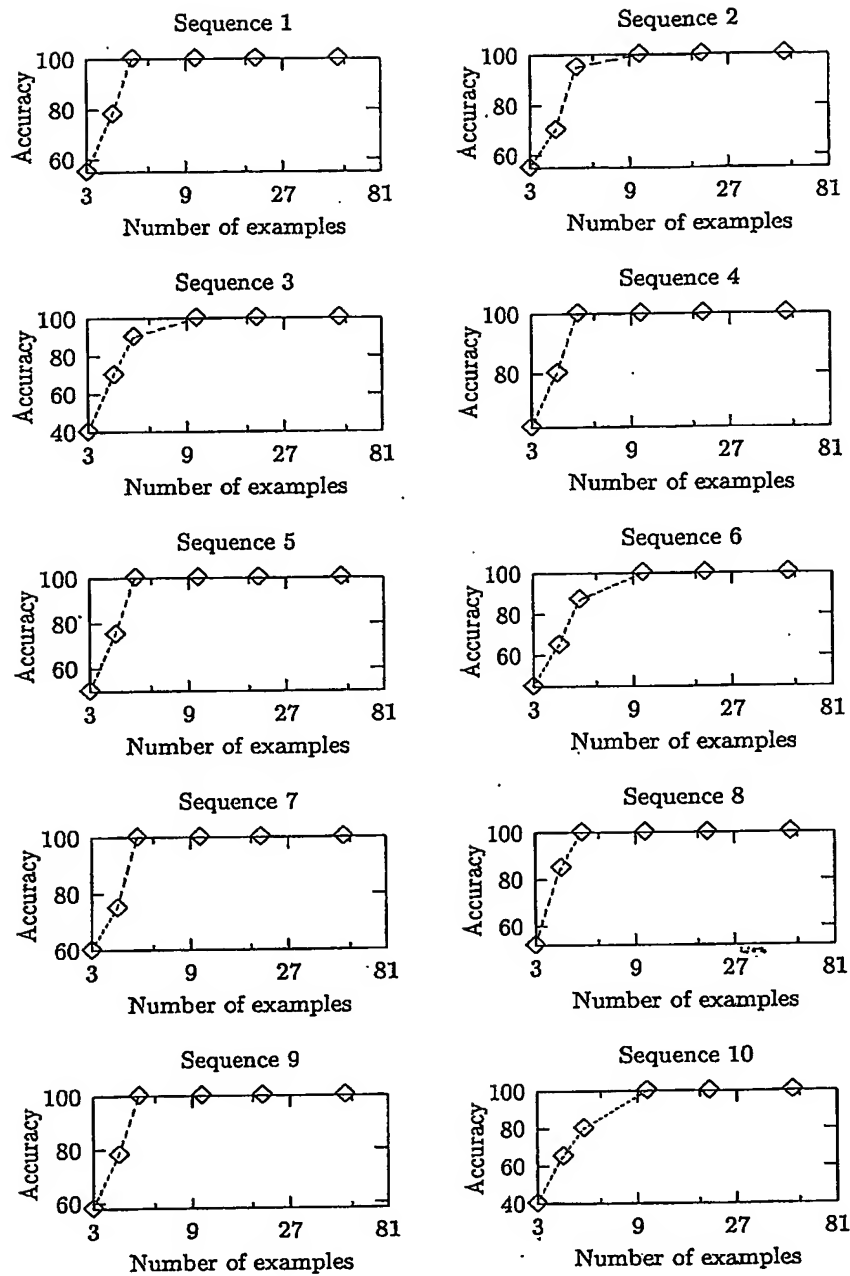 Sequence 1
Accuracy
100
80
60
3 9 27 81
Number of examples
Sequence 2
Accuracy
100
80
60
3 9 27 81
Number of examples
Sequence 3
Accuracy
100
80
60
40
3 9 27 81
Number of examples
Sequence 4
Accuracy
100
80
3 9 27 81
Number of examples
Sequence 5
Accuracy
100
80
60
3 9 27 81
Number of examples
Sequence 6
Accuracy
100
80
60
3 9 27 81
Number of examples
Sequence 7
Accuracy
100
80
60
3 9 27 81
Number of examples
Sequence 8
Accuracy
100
80
60
3 9 27 81
Number of examples
Sequence 9
Accuracy
100
80
60
3 9 27 81
Number of examples
Sequence 10
Accuracy
100
80
60
40
3 9 27 81
Number of examples